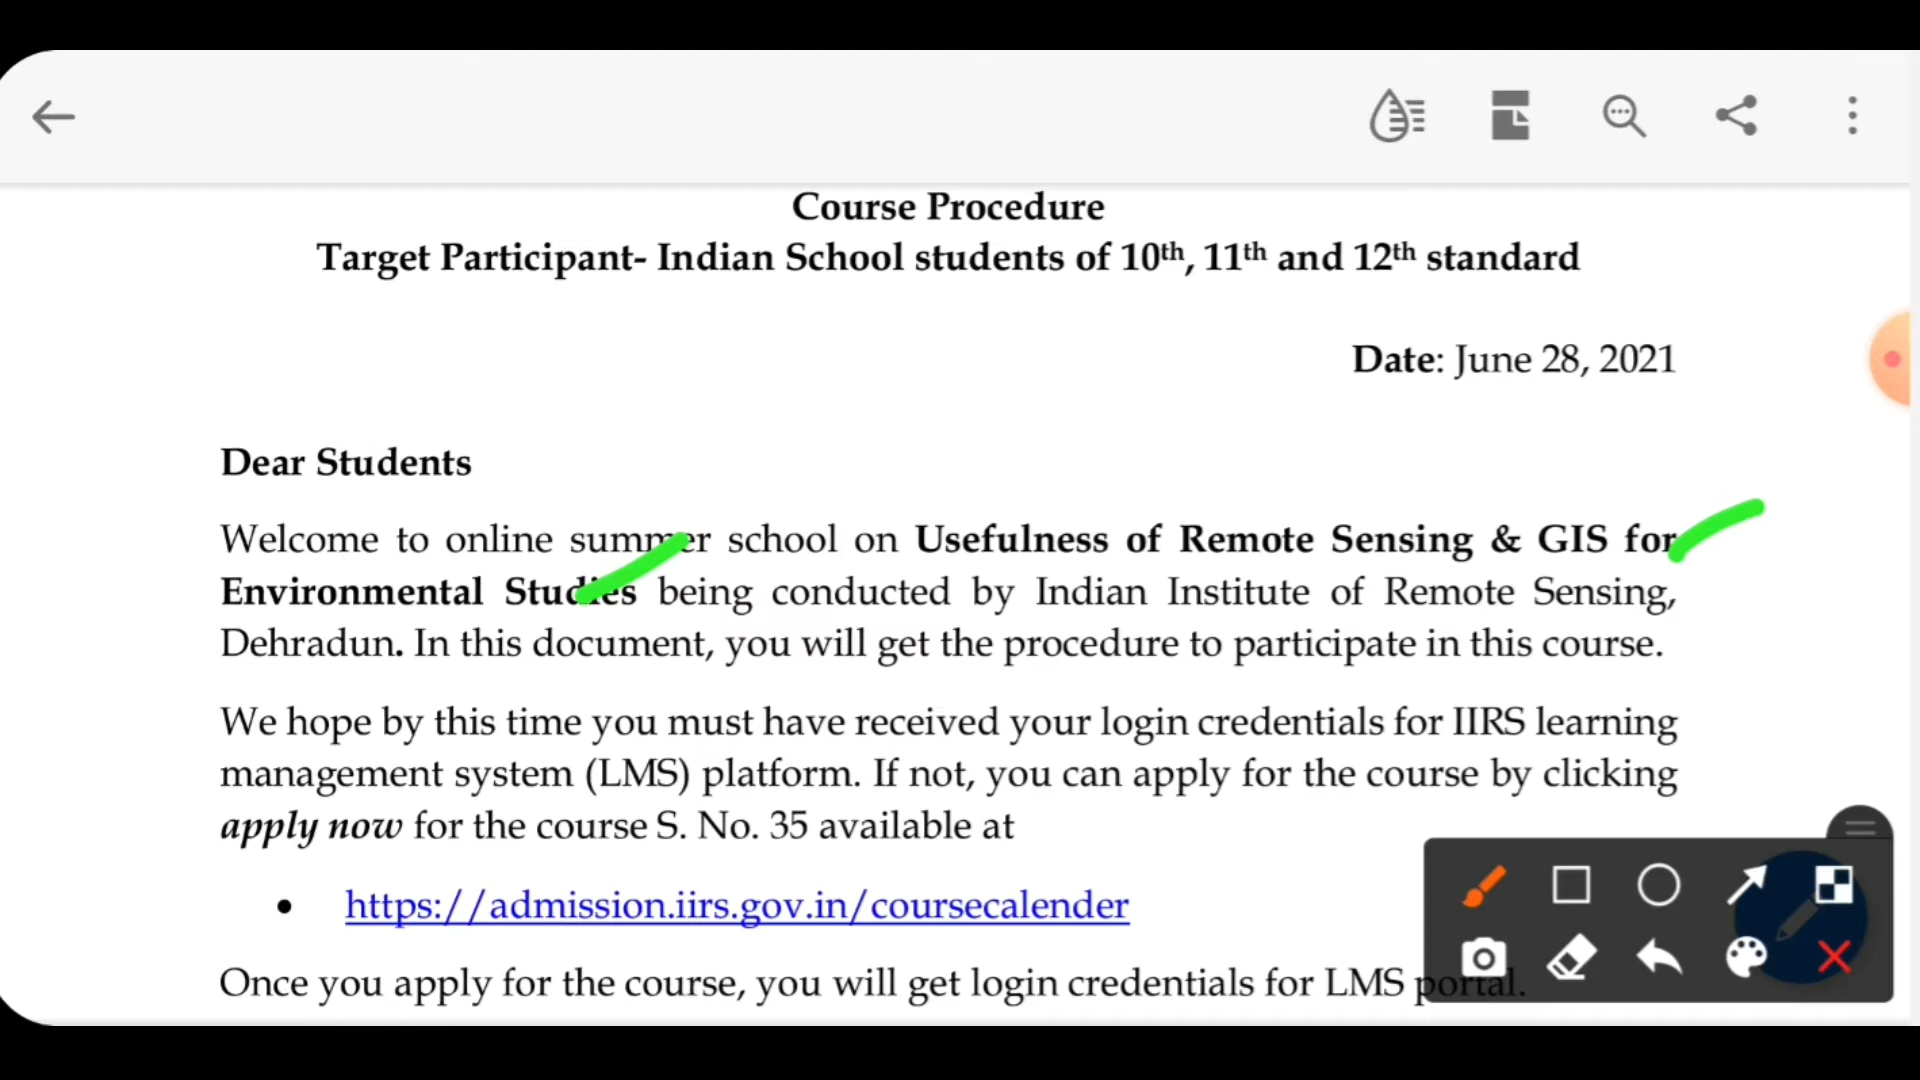 Course Procedure
Target Participant- Indian School students of 10th, 11th and 12th standard
Date: June 28, 2021
Dear Students
Welcome to online summer school on Usefulness of Remote Sensing & GIS for
Environmental Studies being conducted by Indian Institute of Remote Sensing,
Dehradun. In this document, you will get the procedure to participate in this course.
We hope by this time you must have received your login credentials for IIRS learning
management system (LMS) platform. If not, you can apply for the course by clicking
apply now for the course S. No. 35 available at
• https://admission.iirs.gov.in/coursecalender
Once you apply for the course, you will get login credentials for LMS portal.